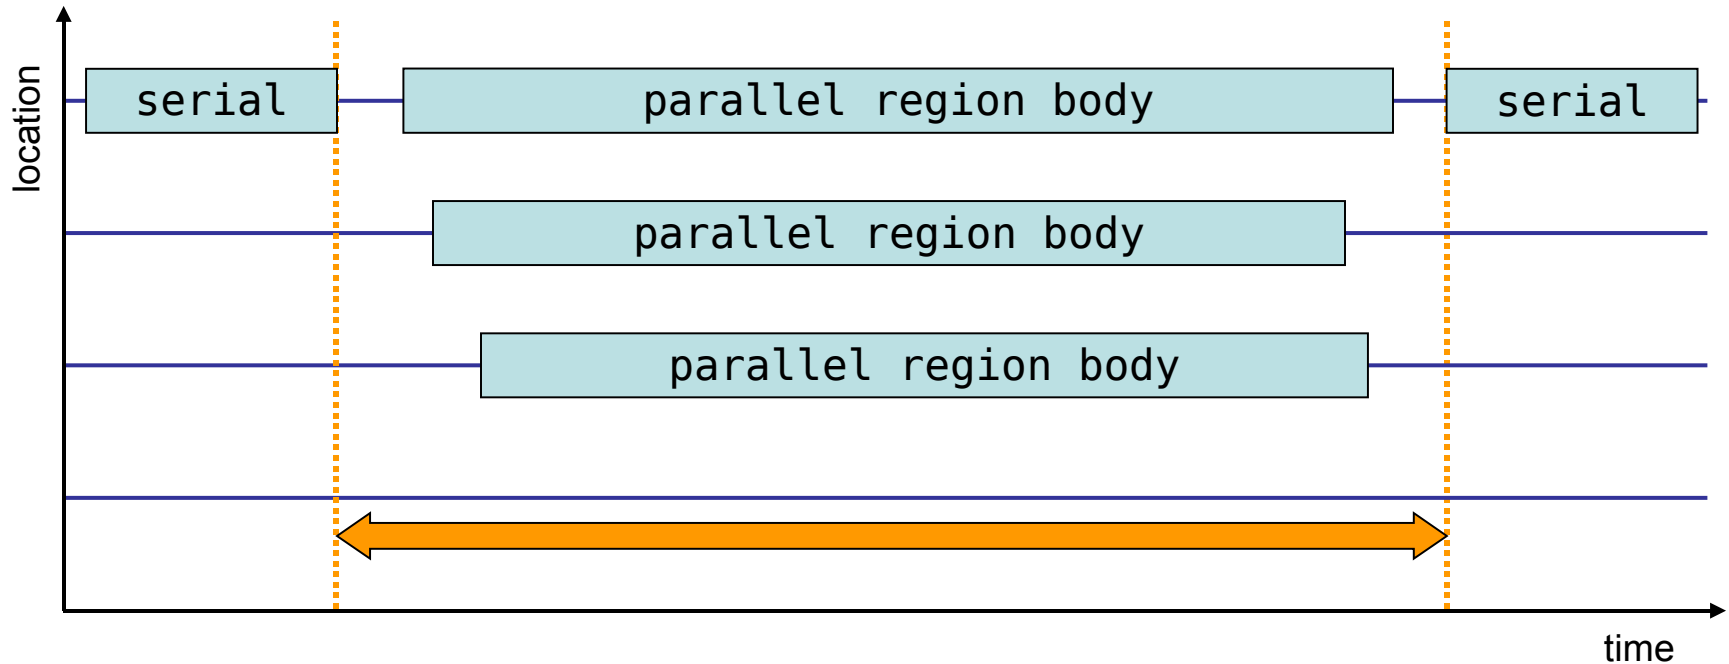 location
serial
parallel region body
serial
parallel region body
parallel region body
time